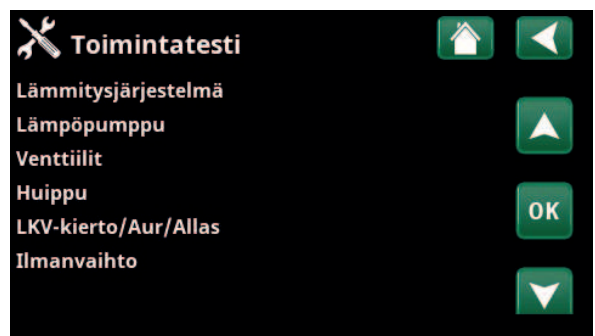 Toimintatesti
Lämmitysjärjestelmä
Lämpöpumppu
Venttiilit
Huippu
OK
LKV-kierto/Aur/Allas
Ilmanvaihto